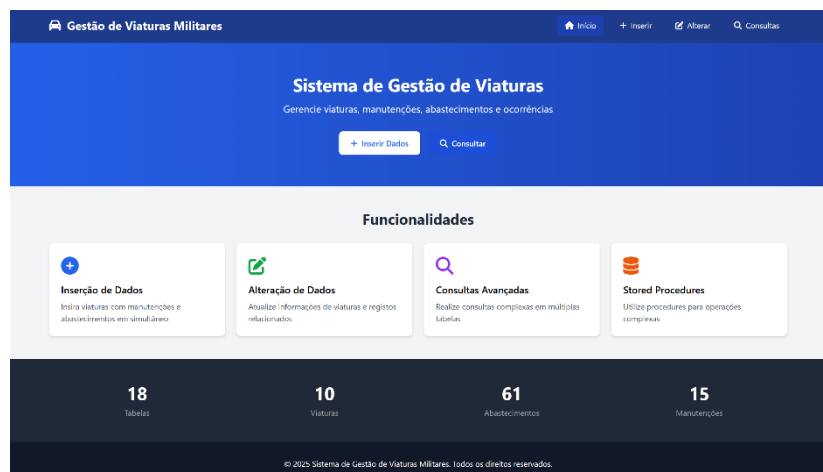 Gestão de Viaturas Militares
Início
+ Inserir
Alterar
Consultas
Sistema de Gestão de Viaturas
Gerencie viaturas, manutenções, abastecimentos e ocorrências
+ Inserir Dados
Consultar
Funcionalidades
Inserção de Dados
Insira viaturas com manutenções e
abastecimentos em simultâneo
Alteração de Dados
Atualize informações de viaturas e registos
relacionados
Consultas Avançadas
Realize consultas complexas em múltiplas
tabelas
Stored Procedures
Utilize procedures para operações
complexas
18
Tabelas
10
Viaturas
61
Abastecimentos
15
Manutenções
© 2025 Sistema de Gestão de Viaturas Militares. Todos os direitos reservados.